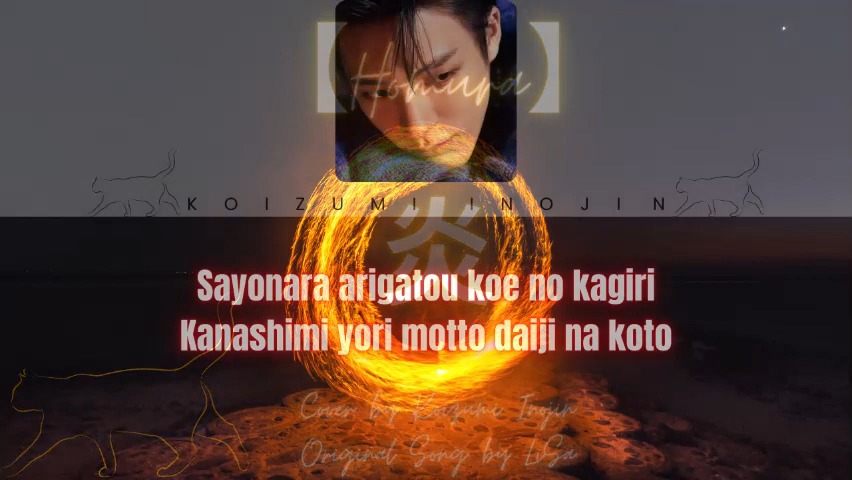 【Homura】
KOIZUMI INOJIN
炎
Sayonara arigatou koe no kagiri
Kanashimi yori motto daiji na koto
Cover by Koizumi Inojin
Original Song by LiSa